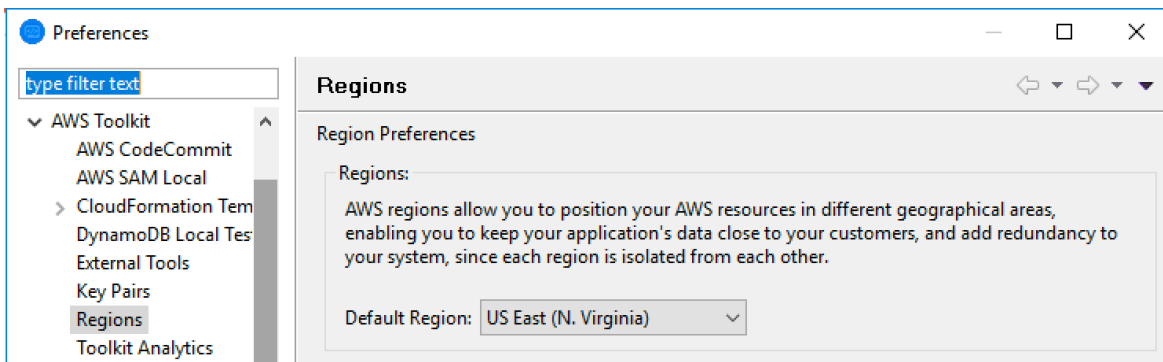 Preferences
type filter text
AWS Toolkit
AWS CodeCommit
AWS SAM Local
CloudFormation Tem
DynamoDB Local Tes
External Tools
Key Pairs
Regions
Toolkit Analytics
Regions
Region Preferences
Regions:
AWS regions allow you to position your AWS resources in different geographical areas,
enabling you to keep your application's data close to your customers, and add redundancy to
your system, since each region is isolated from each other.
Default Region: US East (N. Virginia)